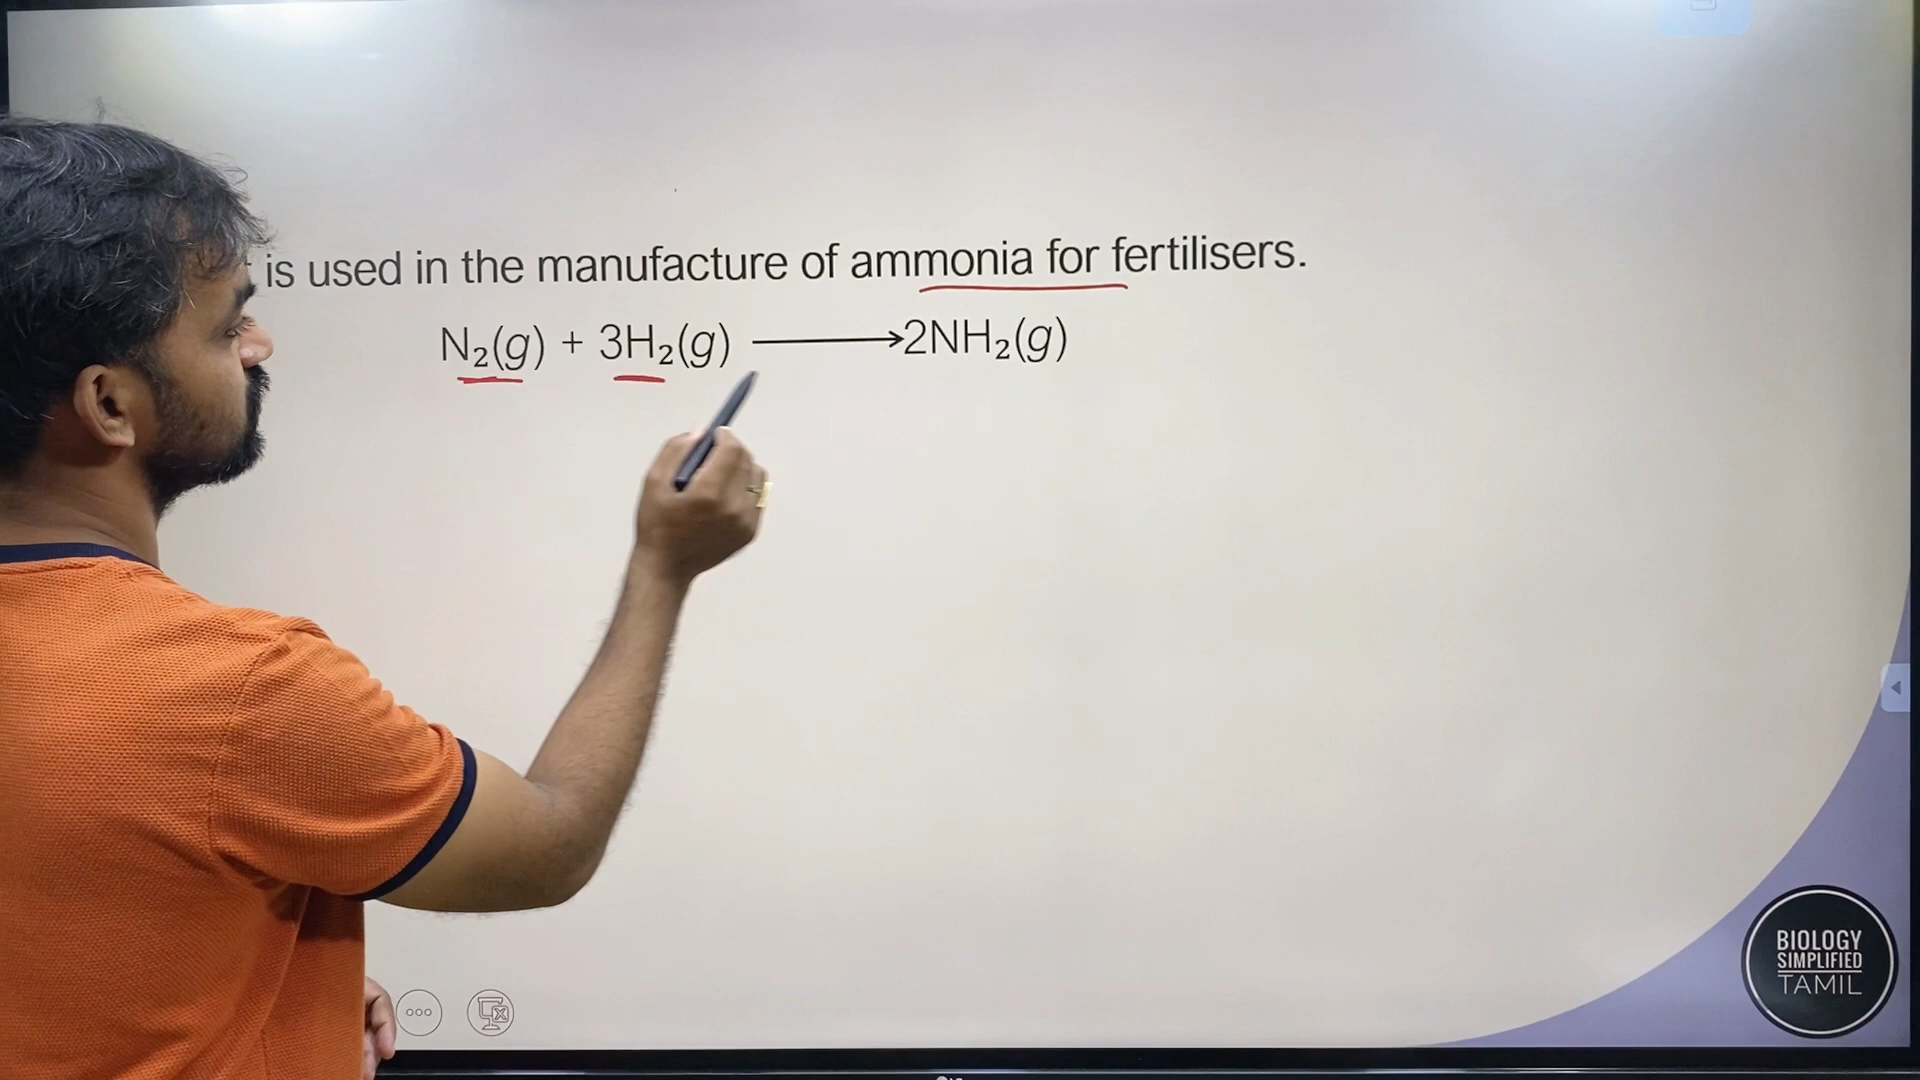 is used in the manufacture of ammonia for fertilisers.
N₂(g) + 3H₂(g) ⟶2NH₂(g)
BIOLOGY
SIMPLIFIED
TAMIL